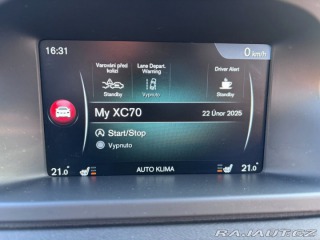 16:31
0 km/h
Varování před kolizí
Lane Depart. Warning
Driver Alert
Standby
Vypnuto
Standby
My XC70
22 Únor 2025
Start/Stop
Vypnuto
21.0°
AUTO KLIMA
21.0°
RAJAUT.CZ